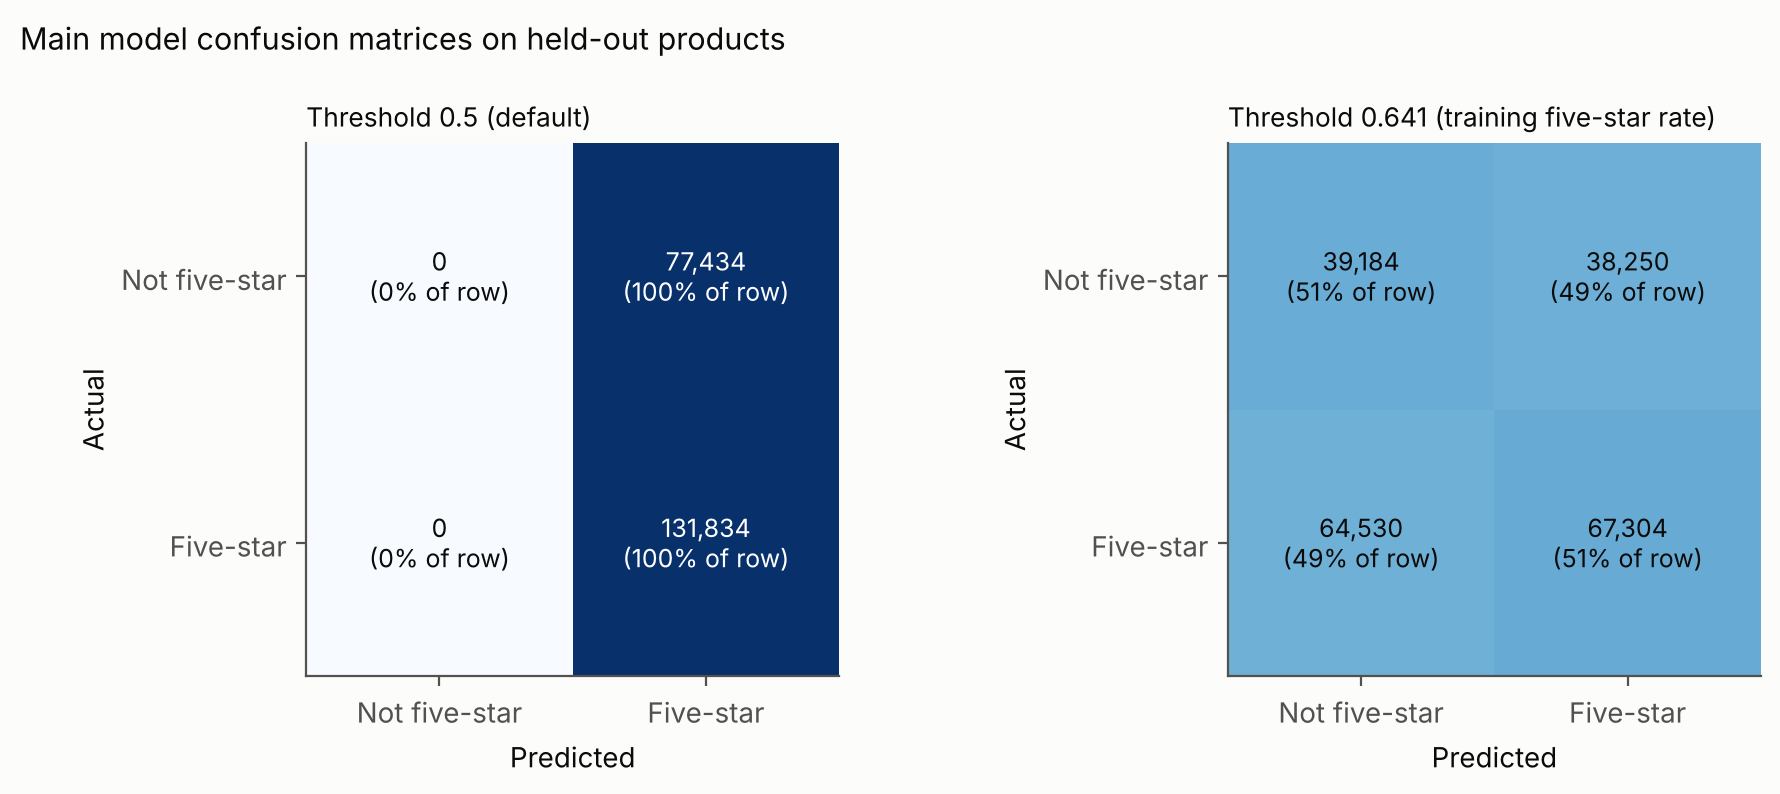 Main model confusion matrices on held-out products
Threshold 0.5 (default)
Not five-star
0
(0% of row)
77,434
(100% of row)
Actual
Five-star
0
(0% of row)
131,834
(100% of row)
Not five-star
Five-star
Predicted
Threshold 0.641 (training five-star rate)
Not five-star
39,184
(51% of row)
38,250
(49% of row)
Actual
Five-star
64,530
(49% of row)
67,304
(51% of row)
Not five-star
Five-star
Predicted